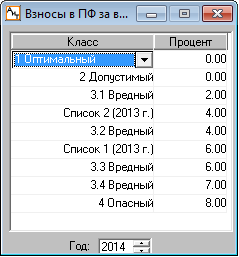 Взносы в ПФ за в...
Класс Процент
1 Оптимальный 0.00
2 Допустимый 0.00
3.1 Вредный 2.00
Список 2 (2013 г.) 4.00
3.2 Вредный 4.00
Список 1 (2013 г.) 6.00
3.3 Вредный 6.00
3.4 Вредный 7.00
4 Опасный 8.00
Год: 2014